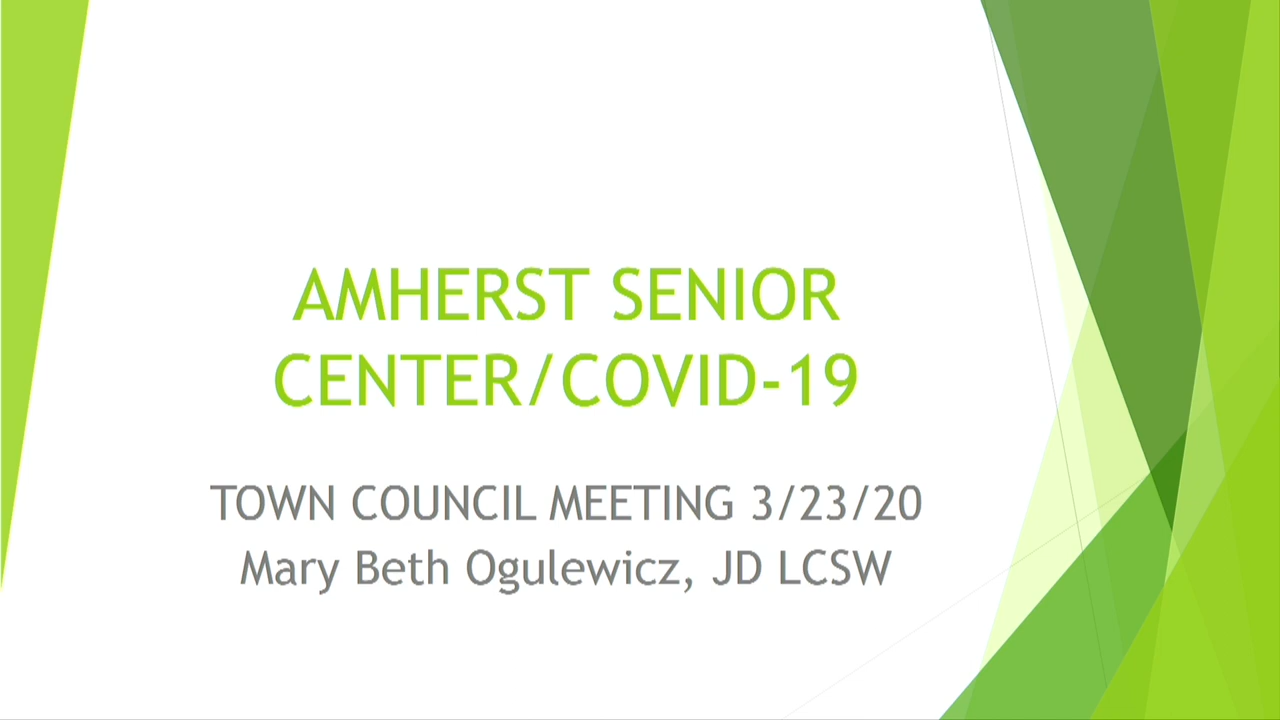 AMHERST SENIOR
CENTER/COVID-19
TOWN COUNCIL MEETING 3/23/20
Mary Beth Ogulewicz, JD LCSW